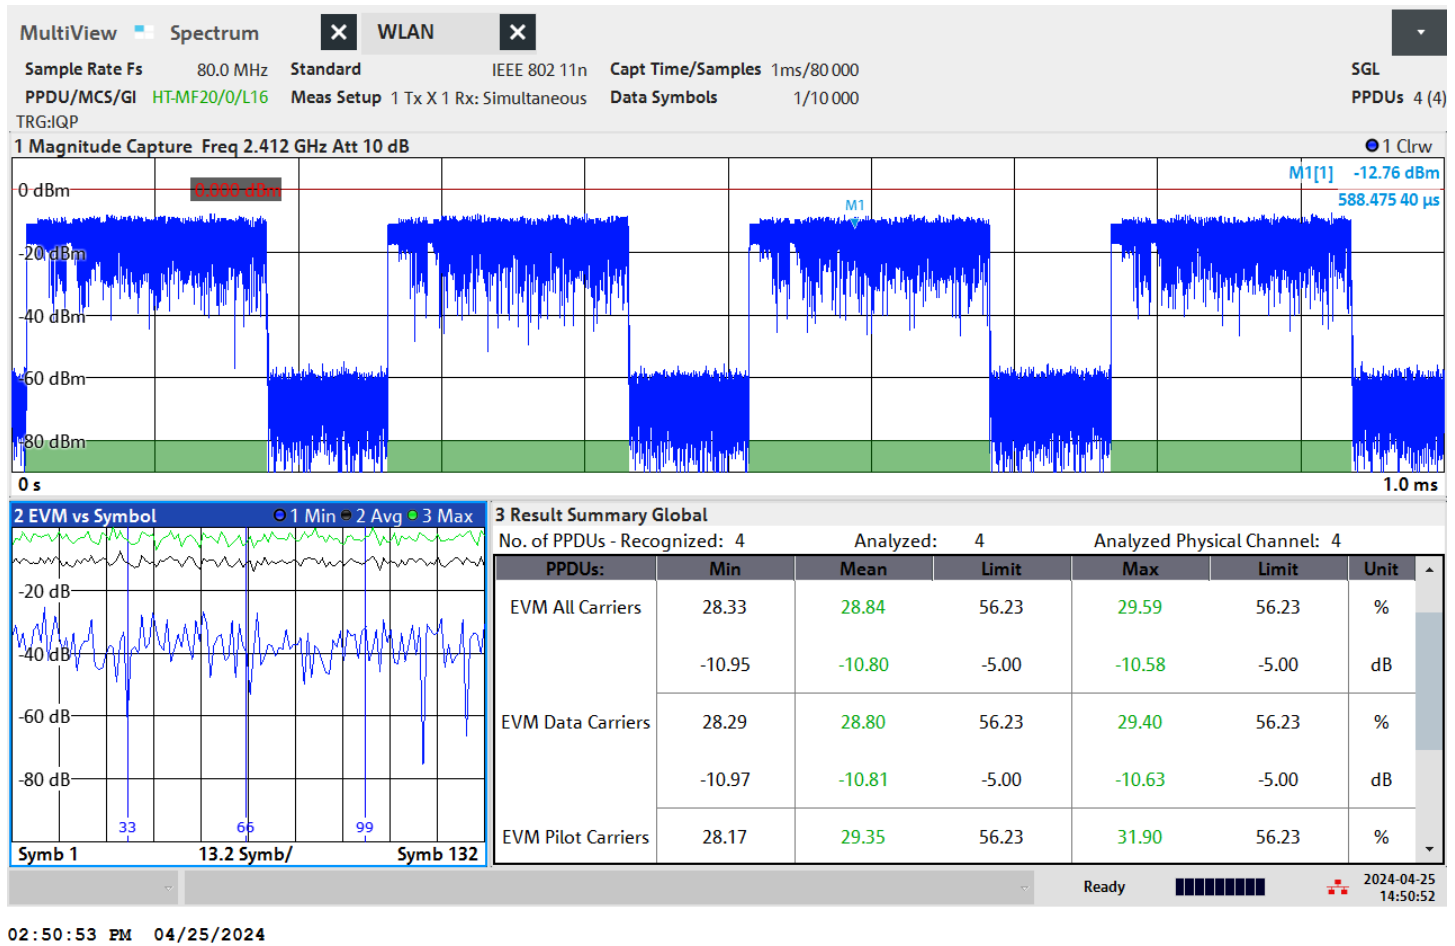 MultiView Spectrum ✕ WLAN ✕
Sample Rate Fs 80.0 MHz Standard IEEE 802 11n Capt Time/Samples 1ms/80 000 SGL
PPDU/MCS/GI HT-MF20/0/L16 Meas Setup 1 Tx X 1 Rx: Simultaneous Data Symbols 1/10 000 PPDUs 4 (4)
TRG:IQP
1 Magnitude Capture Freq 2.412 GHz Att 10 dB 1 Clrw
M1[1] -12.76 dBm
0 dBm 0.000 dBm 588.475 40 µs
M1
-20 dBm
-40 dBm
-60 dBm
-80 dBm
0 s 1.0 ms
2 EVM vs Symbol 1 Min 2 Avg 3 Max
-20 dB
-40 dB
-60 dB
-80 dB
33 66 99
Symb 1 13.2 Symb/ Symb 132
3 Result Summary Global
No. of PPDUs - Recognized: 4 Analyzed: 4 Analyzed Physical Channel: 4
PPDUs: Min Mean Limit Max Limit Unit
EVM All Carriers 28.33 28.84 56.23 29.59 56.23 %
-10.95 -10.80 -5.00 -10.58 -5.00 dB
EVM Data Carriers 28.29 28.80 56.23 29.40 56.23 %
-10.97 -10.81 -5.00 -10.63 -5.00 dB
EVM Pilot Carriers 28.17 29.35 56.23 31.90 56.23 %
Ready 2024-04-25
14:50:52
02:50:53 PM 04/25/2024